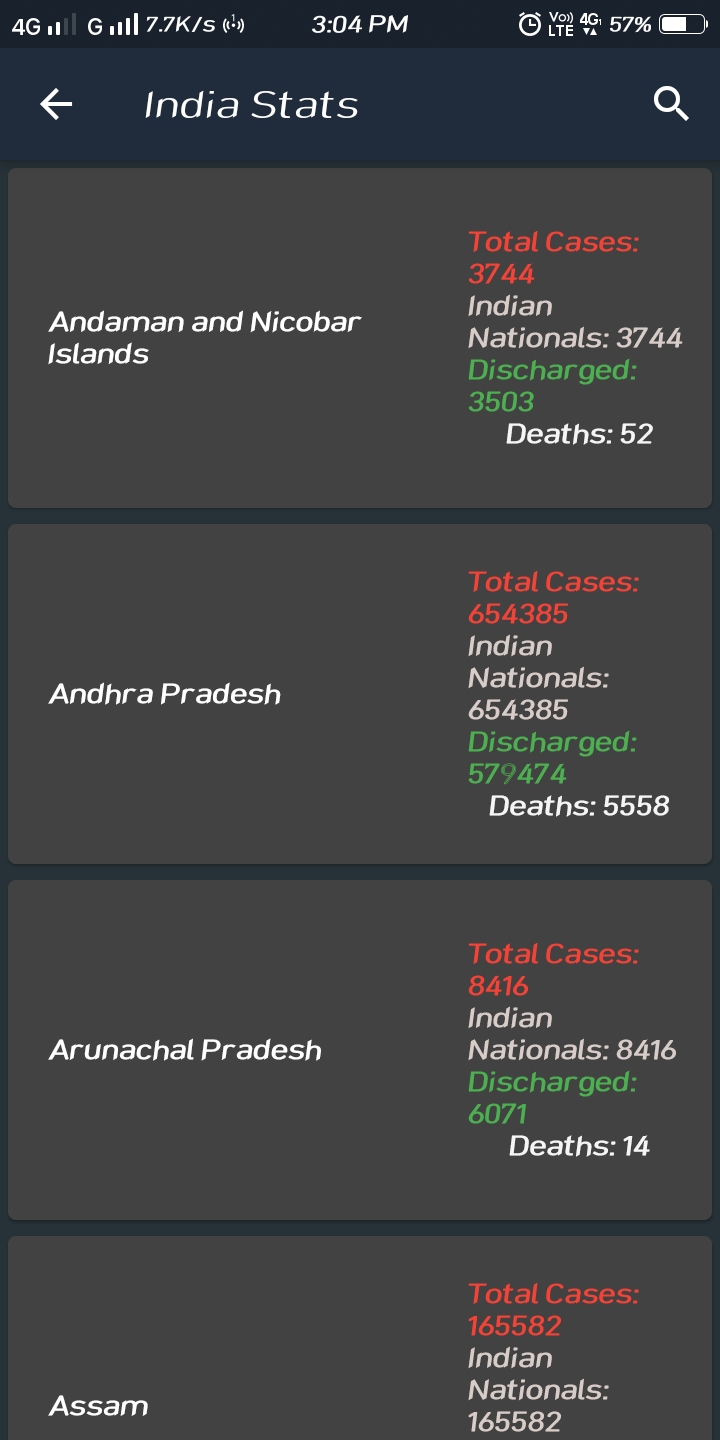 4G G 7.7K/s 3:04 PM Vo)) LTE 4G 57%
India Stats
Andaman and Nicobar
Islands
Total Cases:
3744
Indian
Nationals: 3744
Discharged:
3503
Deaths: 52
Andhra Pradesh
Total Cases:
654385
Indian
Nationals:
654385
Discharged:
579474
Deaths: 5558
Arunachal Pradesh
Total Cases:
8416
Indian
Nationals: 8416
Discharged:
6071
Deaths: 14
Assam
Total Cases:
165582
Indian
Nationals:
165582